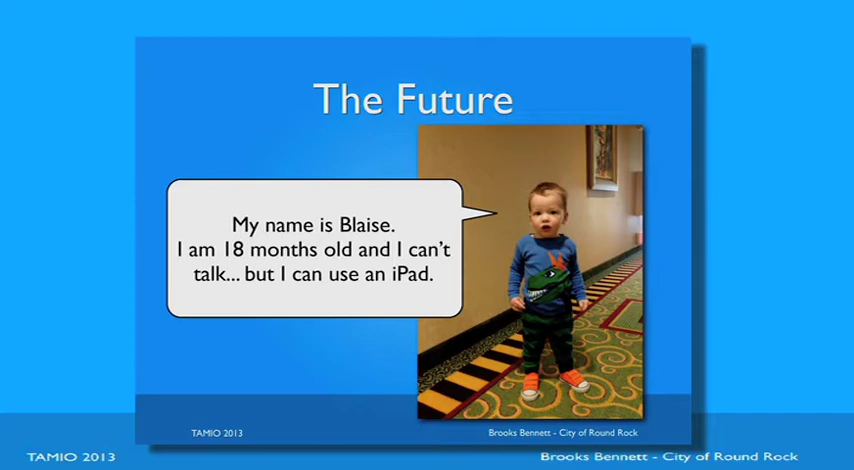 The Future
My name is Blaise.
I am 18 months old and I can't
talk... but I can use an iPad.
TAMIO 2013
Brooks Bennett - City of Round Rock
TAMIO 2013
Brooks Bennett - City of Round Rock